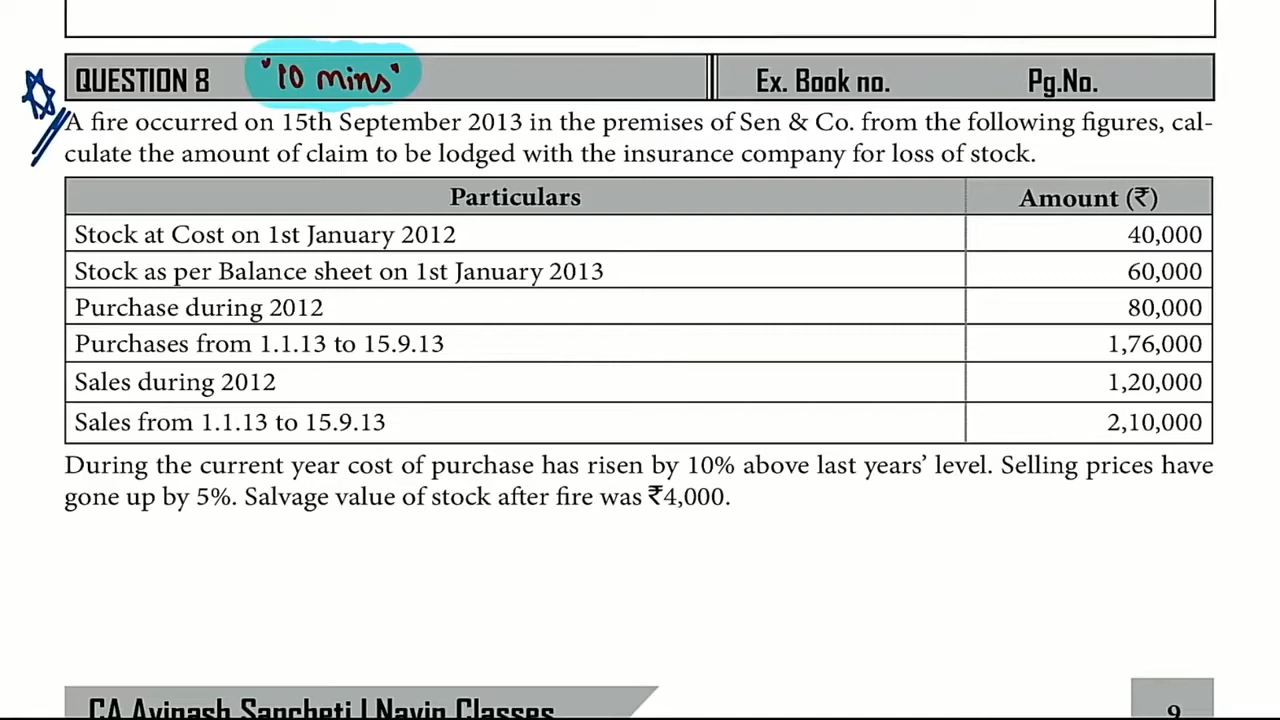 QUESTION 8 "10 mins" Ex. Book no. Pg.No.
A fire occurred on 15th September 2013 in the premises of Sen & Co. from the following figures, cal-
culate the amount of claim to be lodged with the insurance company for loss of stock.
Particulars Amount (₹)
Stock at Cost on 1st January 2012 40,000
Stock as per Balance sheet on 1st January 2013 60,000
Purchase during 2012 80,000
Purchases from 1.1.13 to 15.9.13 1,76,000
Sales during 2012 1,20,000
Sales from 1.1.13 to 15.9.13 2,10,000
During the current year cost of purchase has risen by 10% above last years' level. Selling prices have
gone up by 5%. Salvage value of stock after fire was ₹4,000.
CA Avinash Sancheti | Navin Classes 9